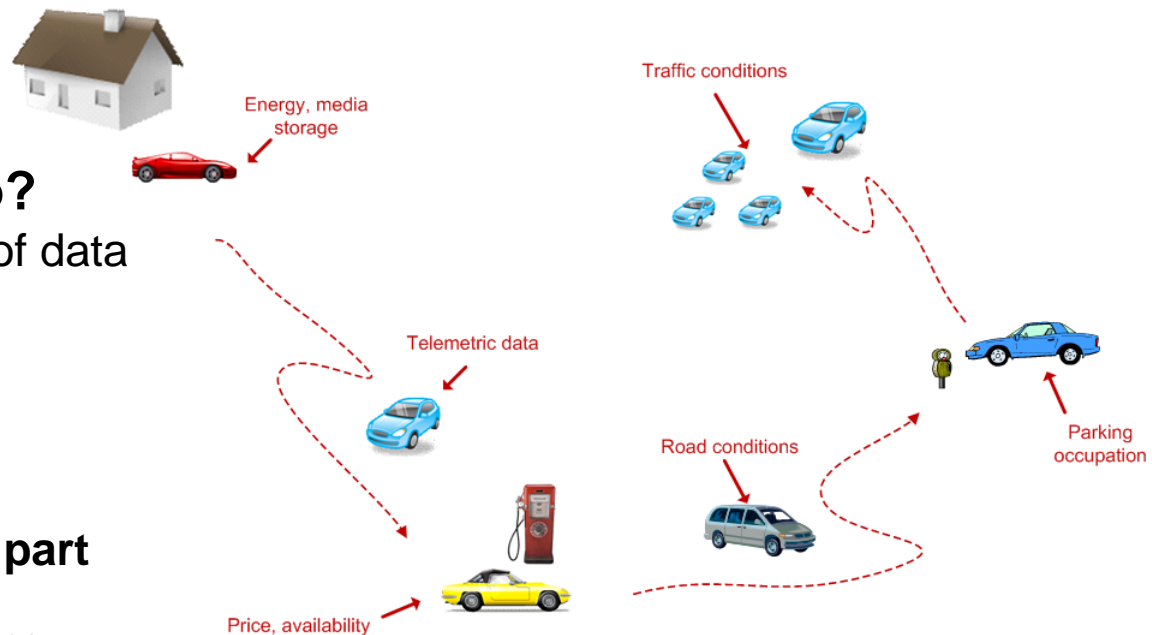 Traffic conditions
Energy, media
storage
?
of data
Telemetric data
Road conditions
Parking
occupation
part
Price, availability